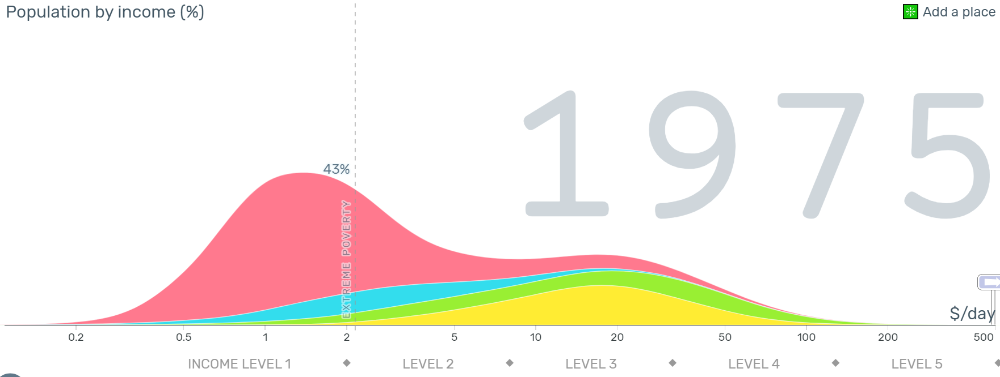 Population by income (%)
Add a place
1975
43%
EXTREME POVERTY
$/day
0.2 0.5 1 2 5 10 20 50 100 200 500
INCOME LEVEL 1 ◆ LEVEL 2 ◆ LEVEL 3 ◆ LEVEL 4 ◆ LEVEL 5 ◆